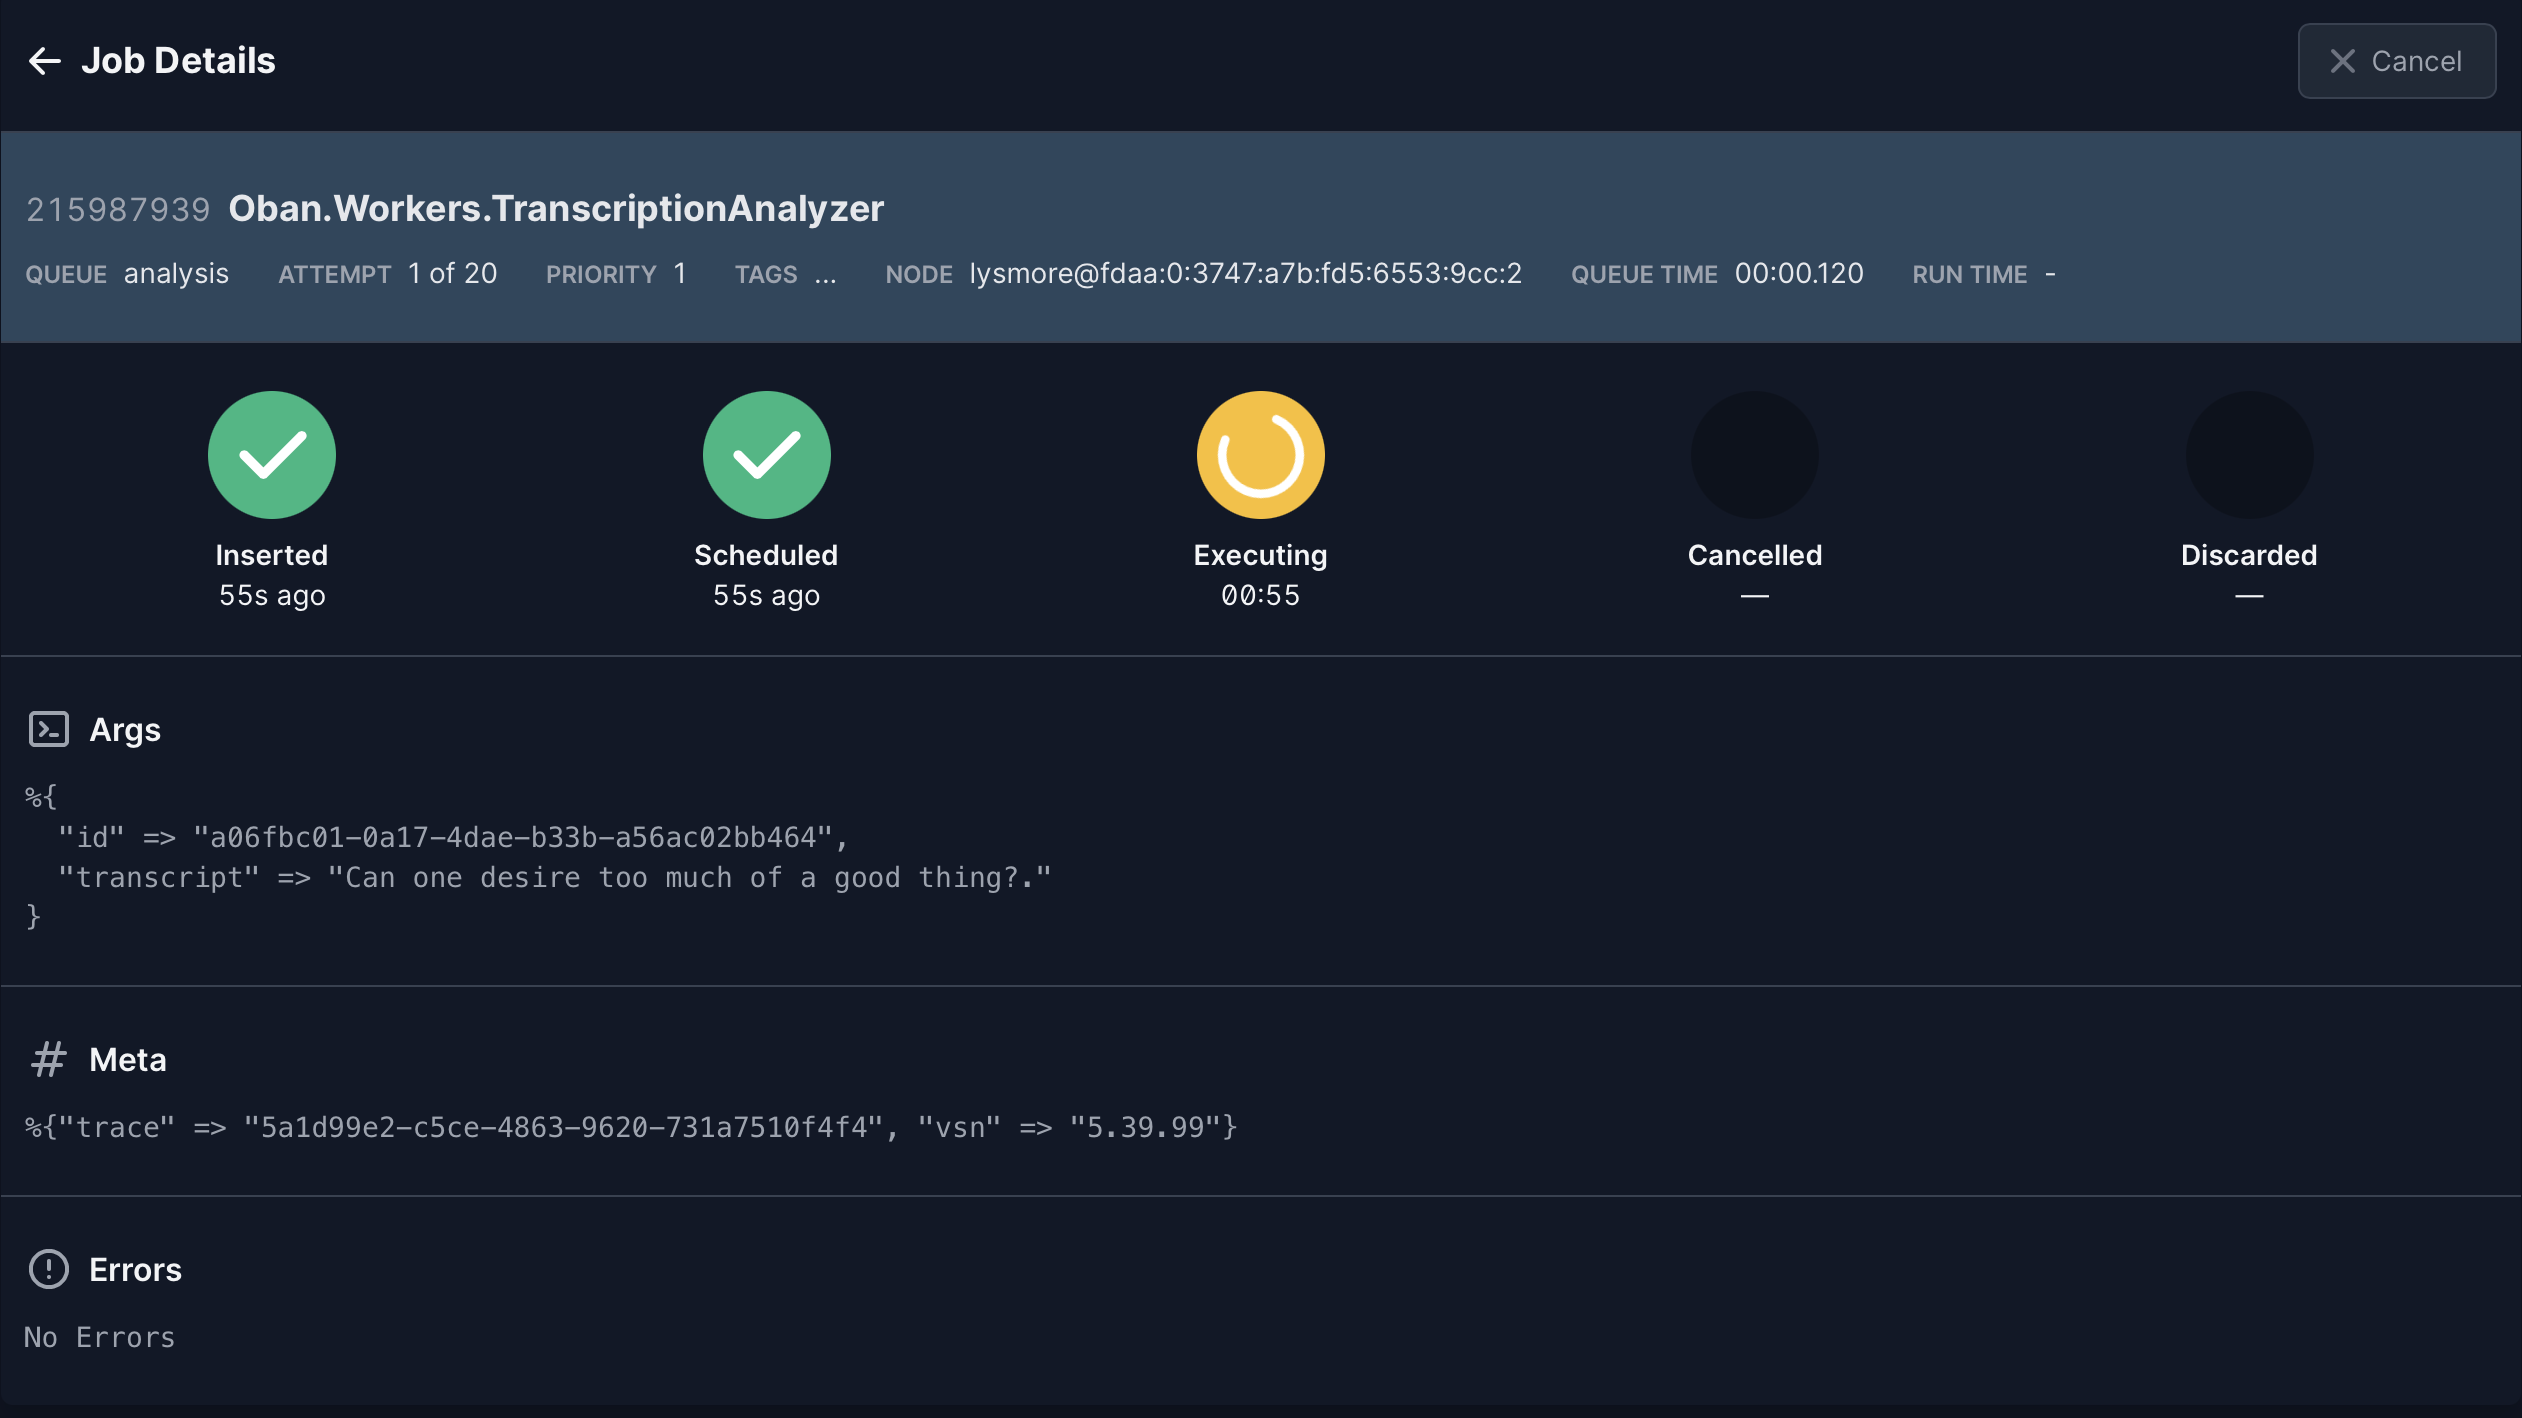 Job Details
Cancel
215987939 Oban.Workers.TranscriptionAnalyzer
QUEUE analysis ATTEMPT 1 of 20 PRIORITY 1 TAGS ... NODE lysmore@fdaa:0:3747:a7b:fd5:6553:9cc:2 QUEUE TIME 00:00.120 RUN TIME -
Inserted Scheduled Executing Cancelled Discarded
55s ago 55s ago 00:55 — —
Args
%{
  "id" => "a06fbc01-0a17-4dae-b33b-a56ac02bb464",
  "transcript" => "Can one desire too much of a good thing?."
}
Meta
%{"trace" => "5a1d99e2-c5ce-4863-9620-731a7510f4f4", "vsn" => "5.39.99"}
Errors
No Errors